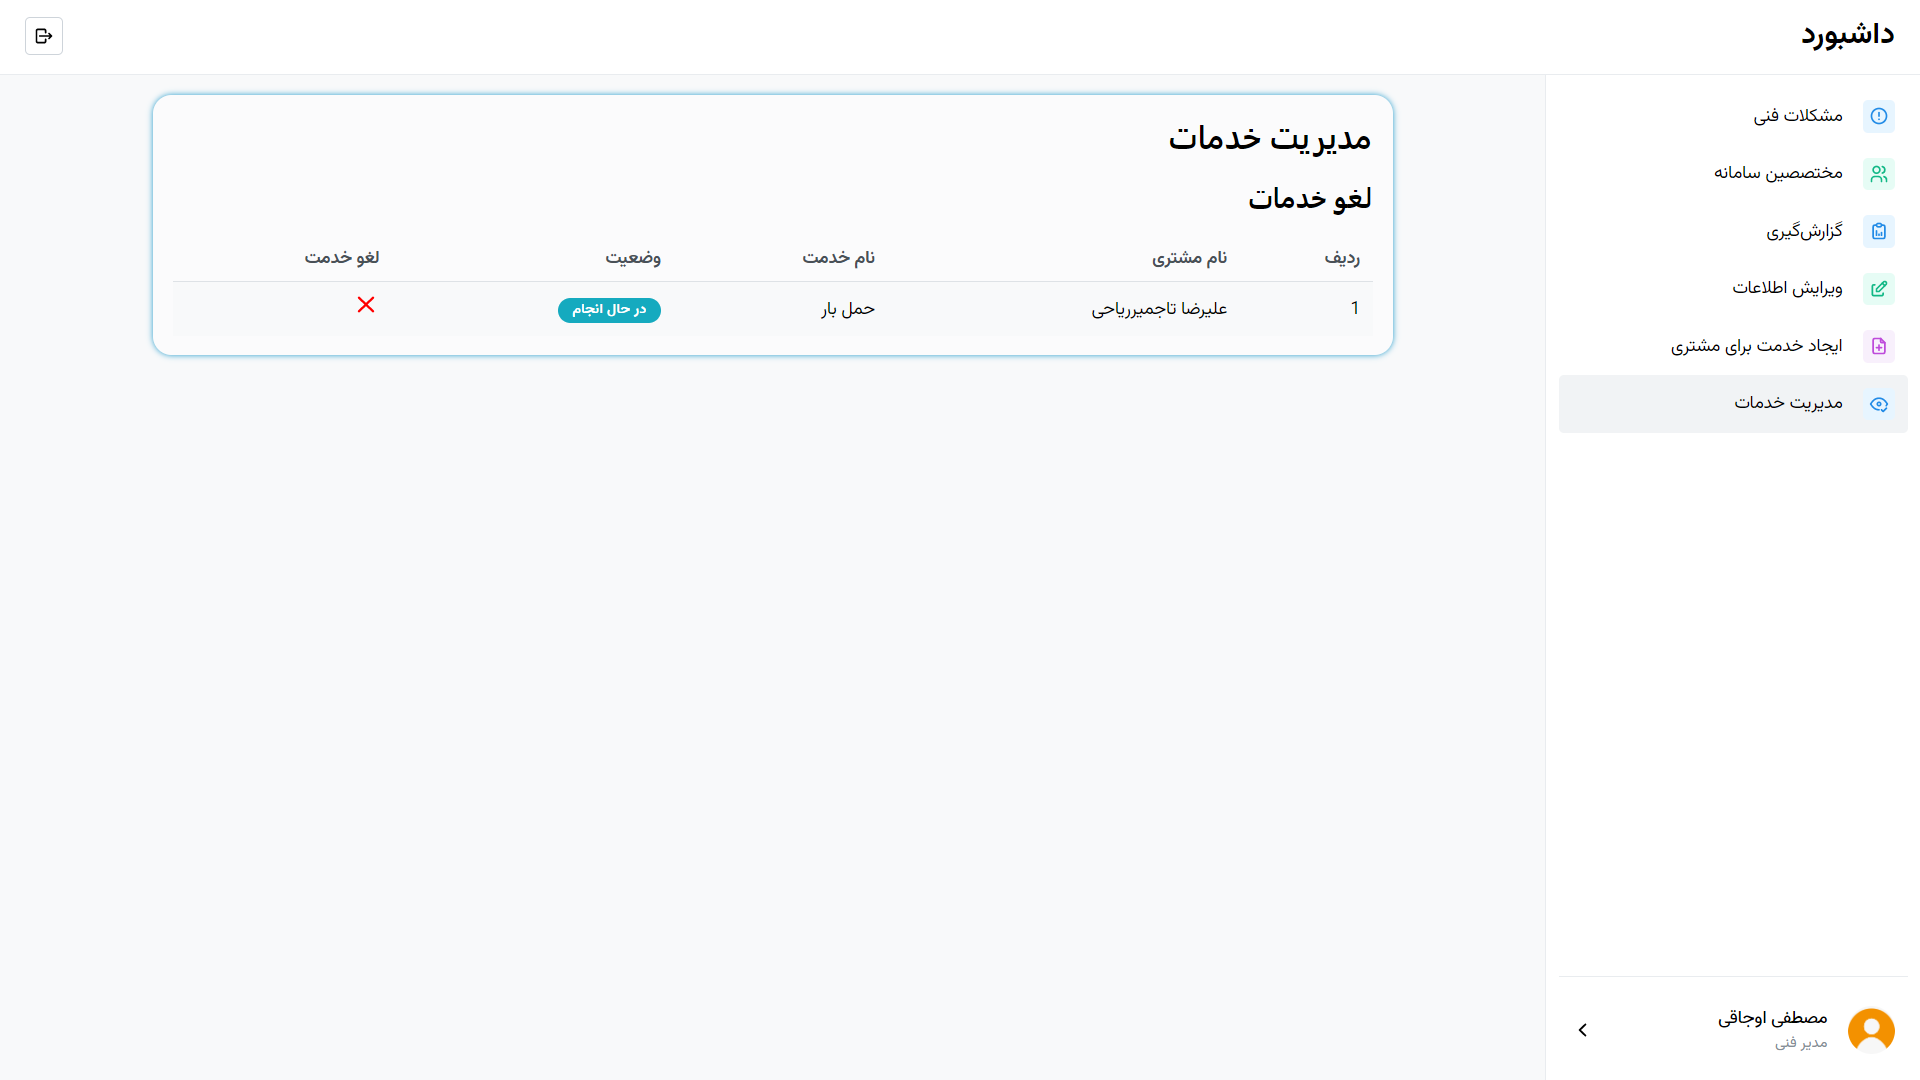 داشبورد
مشکلات فنی
مختصصین سامانه
گزارش‌گیری
ویرایش اطلاعات
ایجاد خدمت برای مشتری
مدیریت خدمات
مدیریت خدمات
لغو خدمات
ردیف نام مشتری نام خدمت وضعیت لغو خدمت
1 علیرضا تاجمیرریاحی حمل بار در حال انجام
مصطفی اوجاقی
مدیر فنی